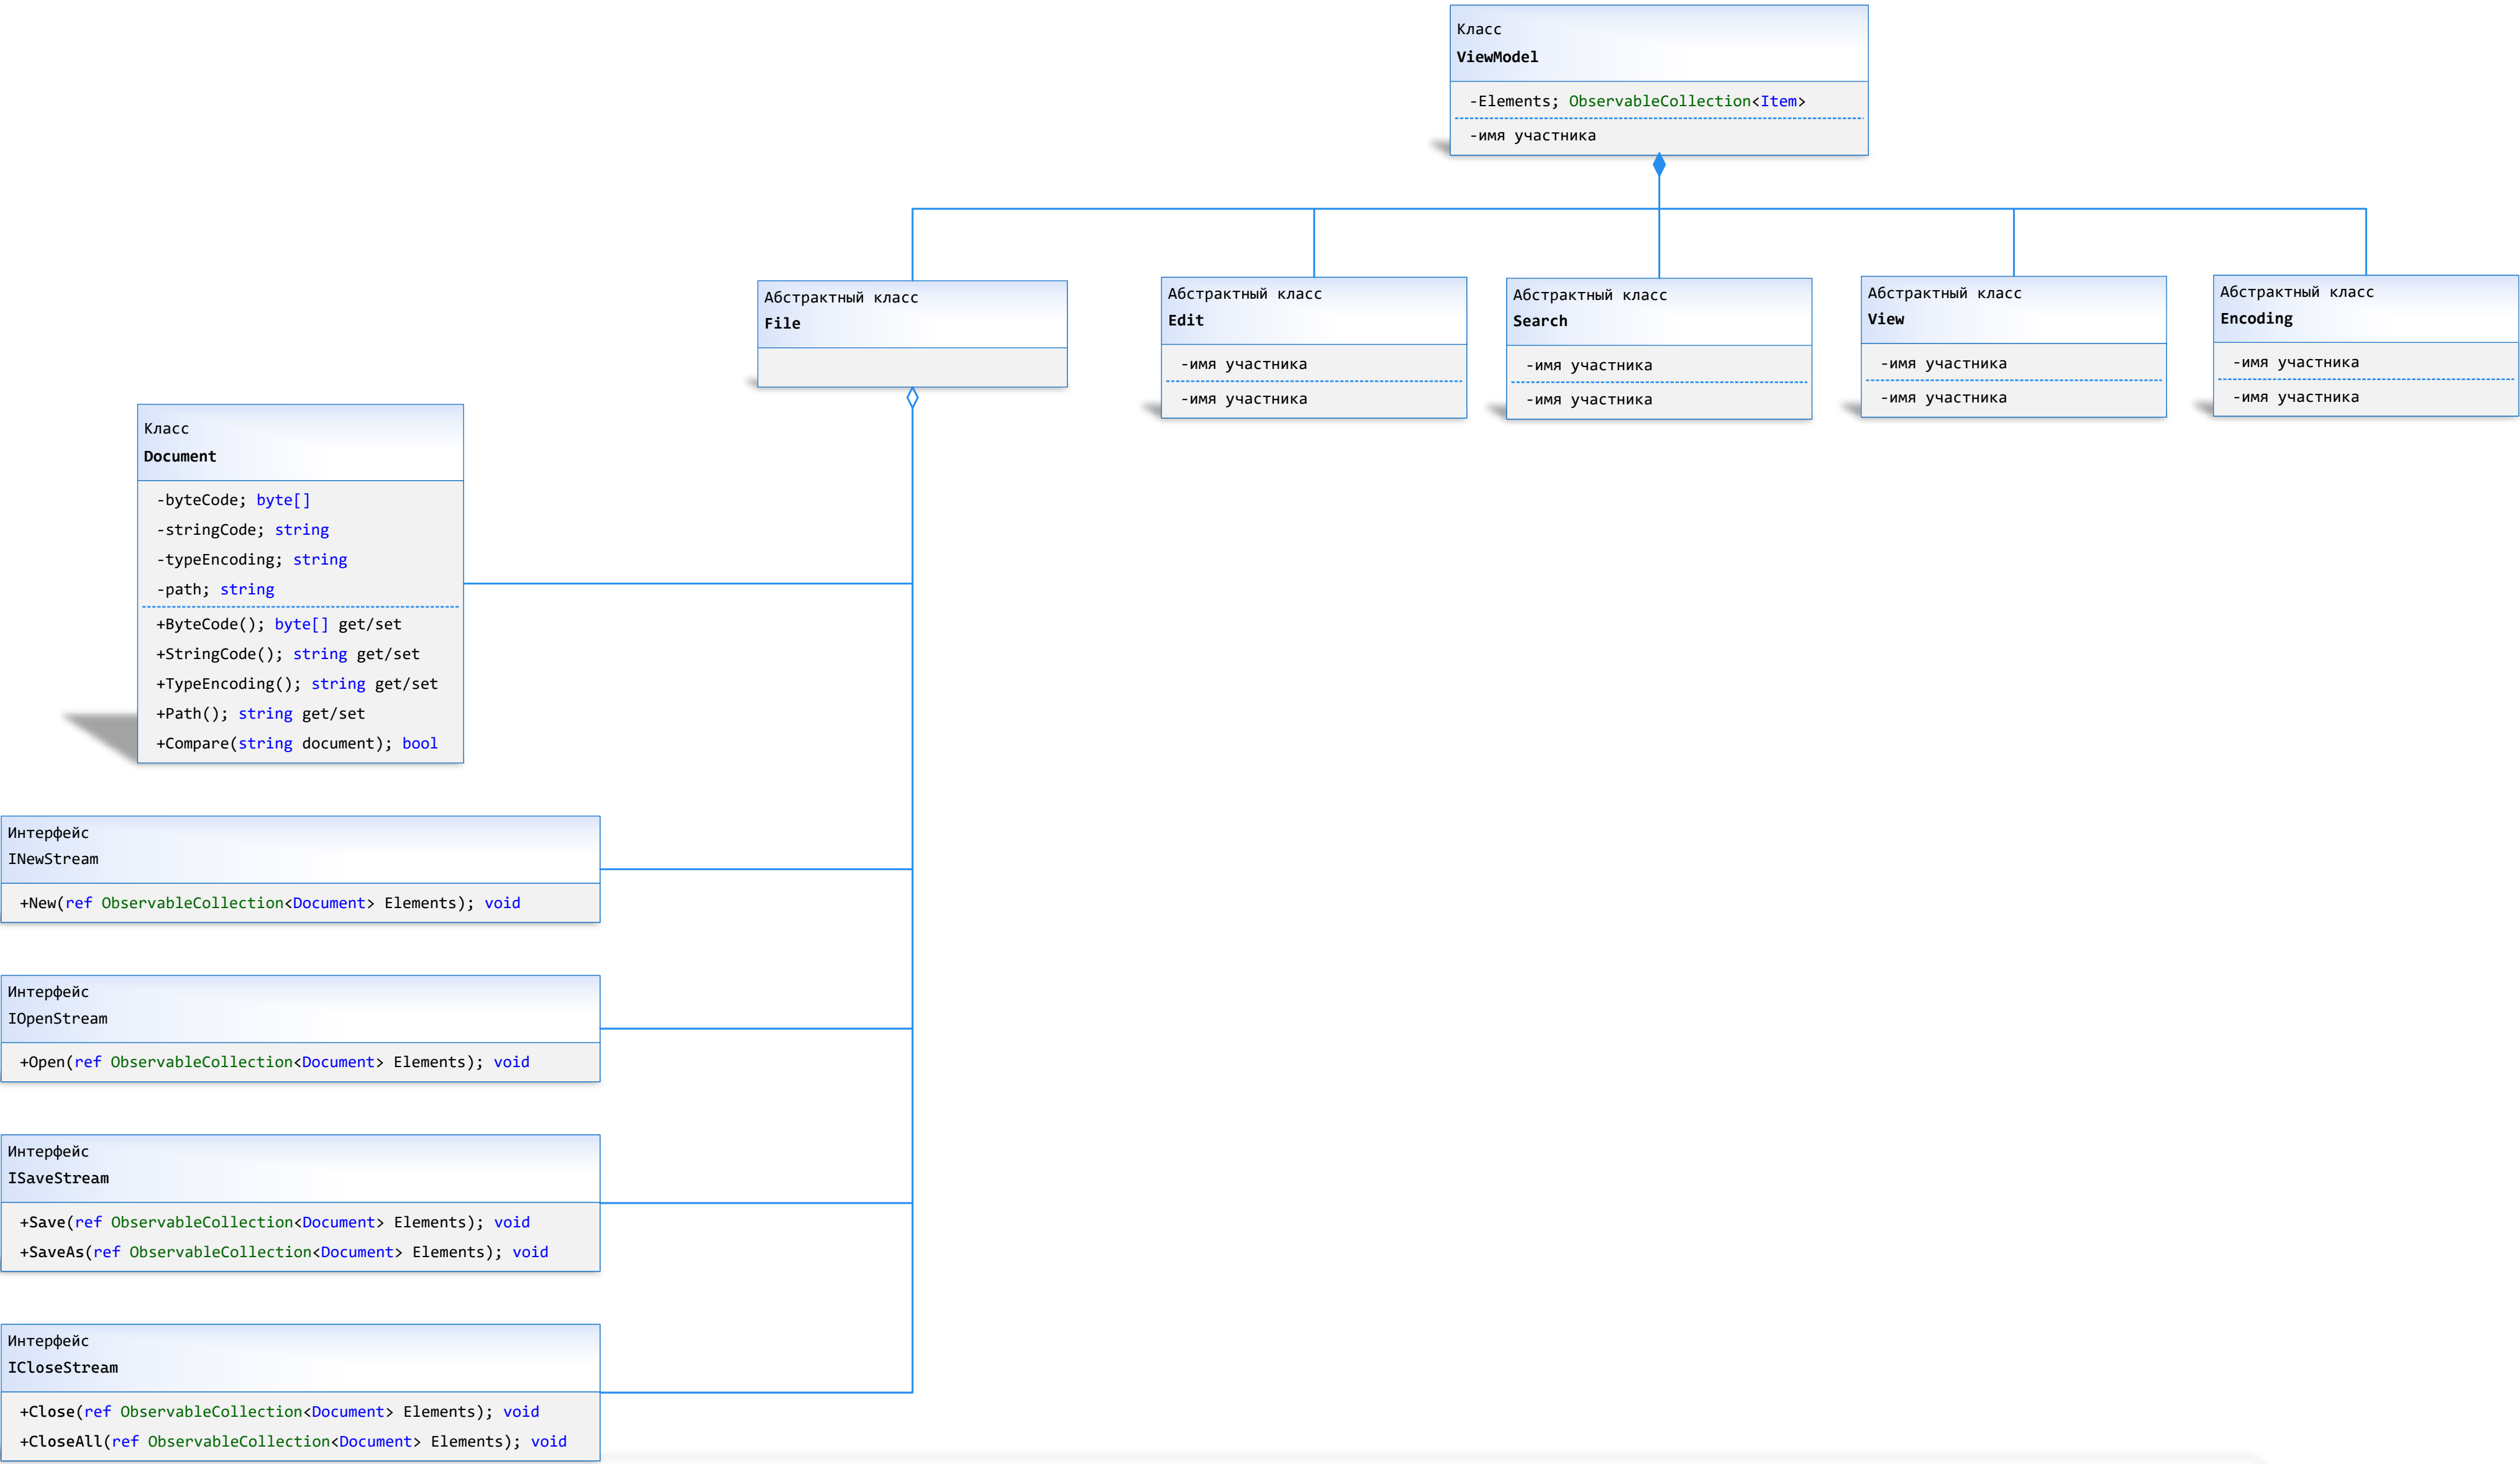 Класс
ViewModel
-Elements; ObservableCollection<Item>
-имя участника
Абстрактный класс
File
Абстрактный класс
Edit
-имя участника
-имя участника
Абстрактный класс
Search
-имя участника
-имя участника
Абстрактный класс
View
-имя участника
-имя участника
Абстрактный класс
Encoding
-имя участника
-имя участника
Класс
Document
-byteCode; byte[]
-stringCode; string
-typeEncoding; string
-path; string
+ByteCode(); byte[] get/set
+StringCode(); string get/set
+TypeEncoding(); string get/set
+Path(); string get/set
+Compare(string document); bool
Интерфейс
INewStream
+New(ref ObservableCollection<Document> Elements); void
Интерфейс
IOpenStream
+Open(ref ObservableCollection<Document> Elements); void
Интерфейс
ISaveStream
+Save(ref ObservableCollection<Document> Elements); void
+SaveAs(ref ObservableCollection<Document> Elements); void
Интерфейс
ICloseStream
+Close(ref ObservableCollection<Document> Elements); void
+CloseAll(ref ObservableCollection<Document> Elements); void